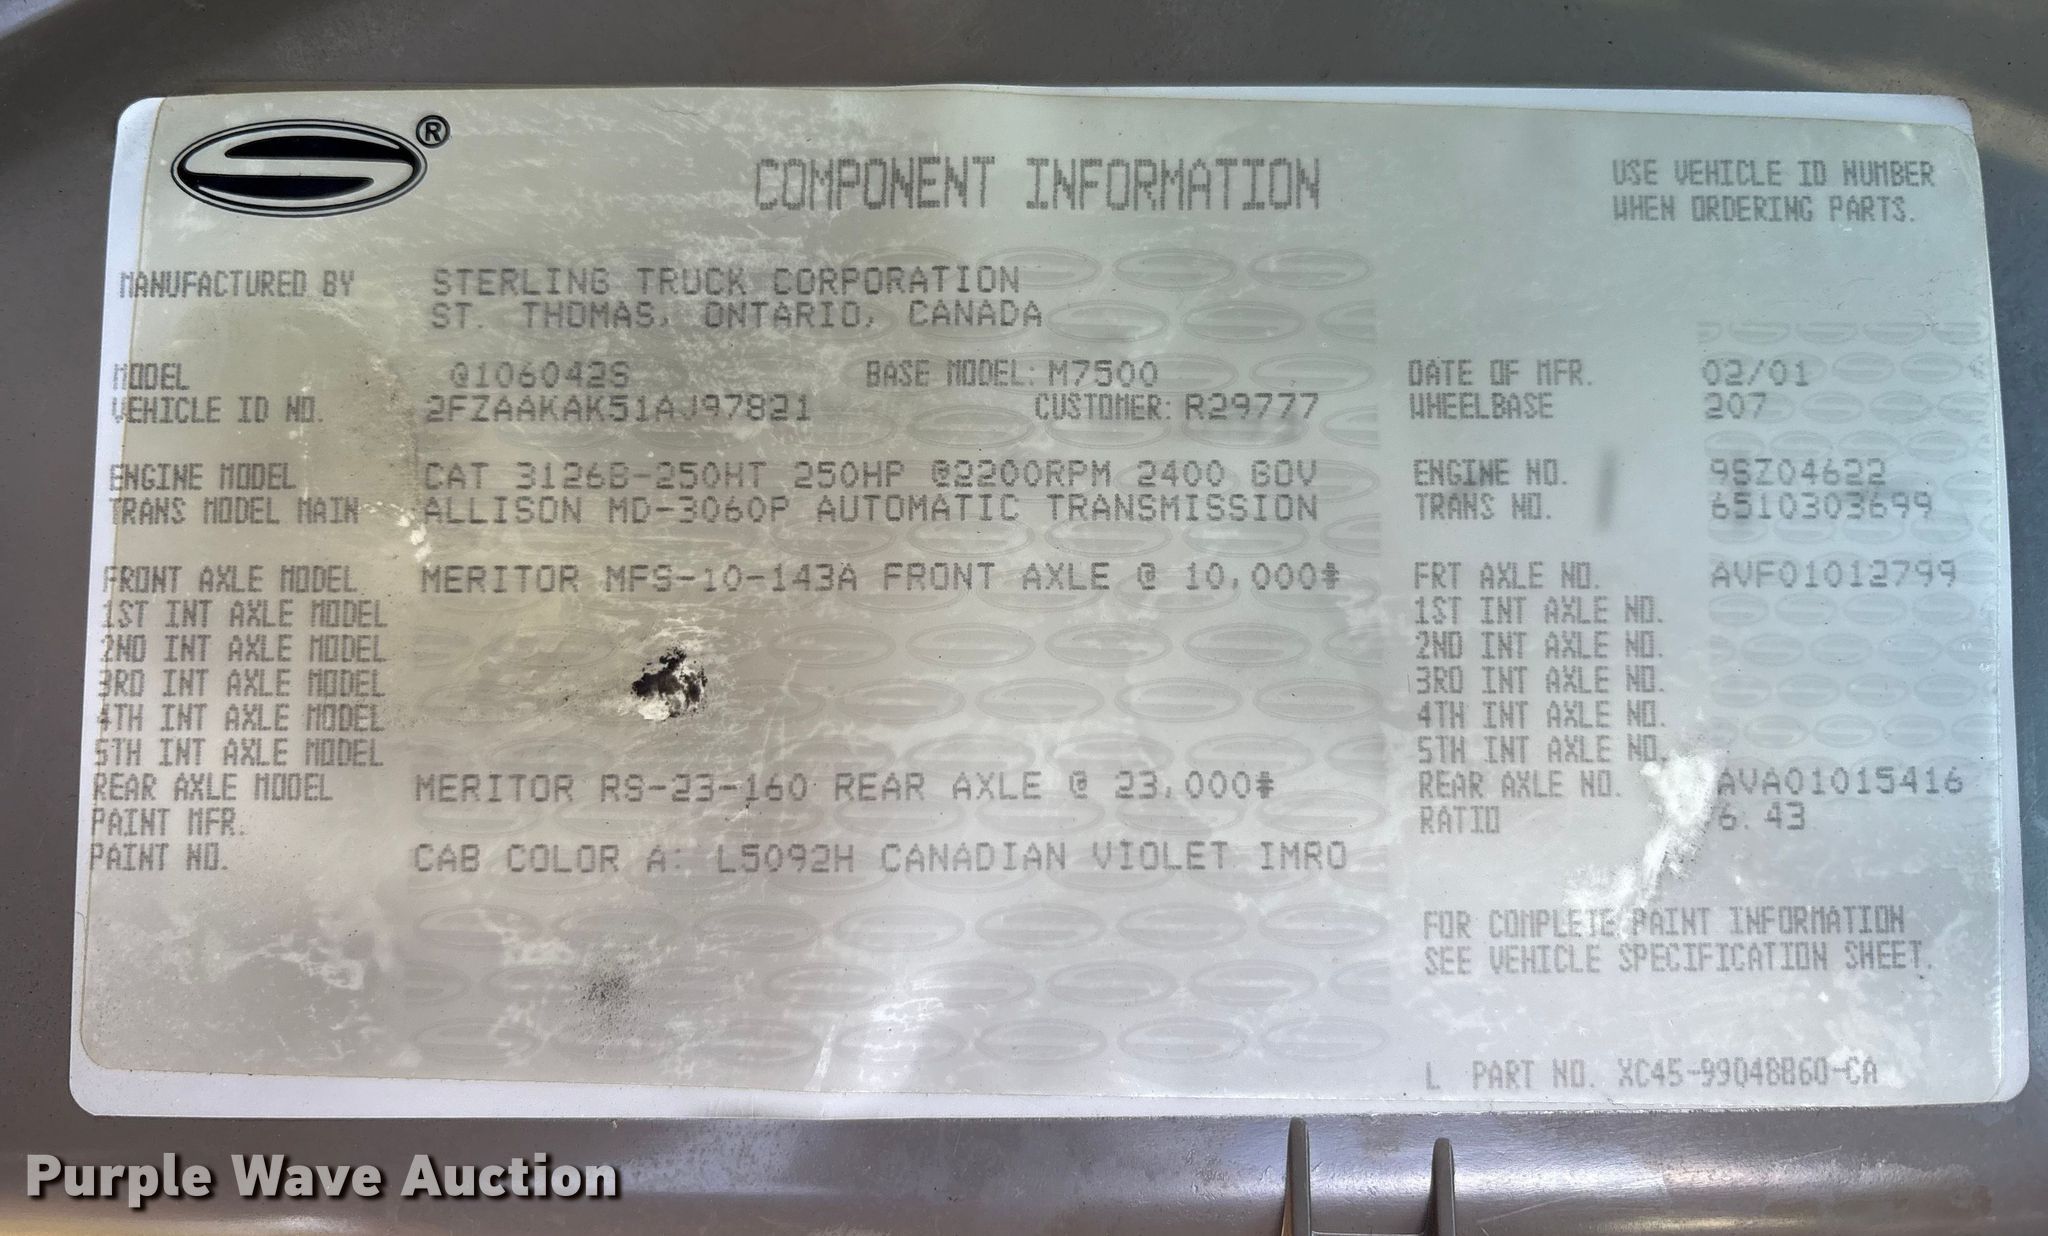 ®
COMPONENT INFORMATION
USE VEHICLE ID NUMBER
WHEN ORDERING PARTS.
MANUFACTURED BY STERLING TRUCK CORPORATION
ST. THOMAS, ONTARIO, CANADA
MODEL @106042S BASE MODEL: M7500 DATE OF MFR. 02/01
VEHICLE ID NO. 2FZAAKAK51AJ97821 CUSTOMER: R29777 WHEELBASE 207
ENGINE MODEL CAT 3126B-250HT 250HP @2200RPM 2400 GOV ENGINE NO. 9SZ04622
TRANS MODEL MAIN ALLISON MD-3060P AUTOMATIC TRANSMISSION TRANS NO. 6510303699
FRONT AXLE MODEL MERITOR MFS-10-143A FRONT AXLE @ 10,000# FRT AXLE NO. AVF01012799
1ST INT AXLE MODEL 1ST INT AXLE NO.
2ND INT AXLE MODEL 2ND INT AXLE NO.
3RD INT AXLE MODEL 3RD INT AXLE NO.
4TH INT AXLE MODEL 4TH INT AXLE NO.
5TH INT AXLE MODEL 5TH INT AXLE NO.
REAR AXLE MODEL MERITOR RS-23-160 REAR AXLE @ 23,000# REAR AXLE NO. AVA01015416
PAINT MFR. RATIO 6.43
PAINT NO. CAB COLOR A: L5092H CANADIAN VIOLET IMRO
FOR COMPLETE PAINT INFORMATION
SEE VEHICLE SPECIFICATION SHEET.
L PART NO. XC45-9904BB60-CA
Purple Wave Auction